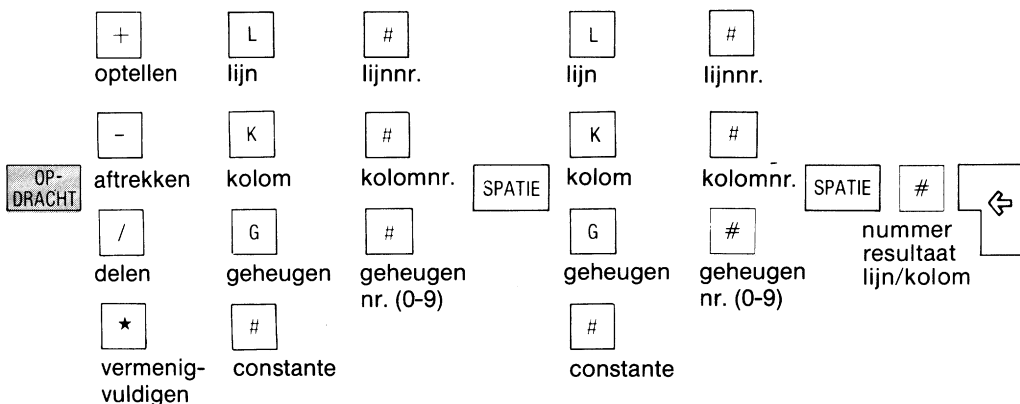 + L # L #
optellen lijn lijnnr. lijn lijnnr.
- K # K #
OP-
DRACHT aftrekken kolom kolomnr. SPATIE kolom kolomnr. SPATIE # ⇦
/ G # G #
delen geheugen geheugen nr. (0-9) geheugen geheugen nr. (0-9)
nummer
resultaat
lijn/kolom
★ # #
vermenig-
vuldigen constante constante